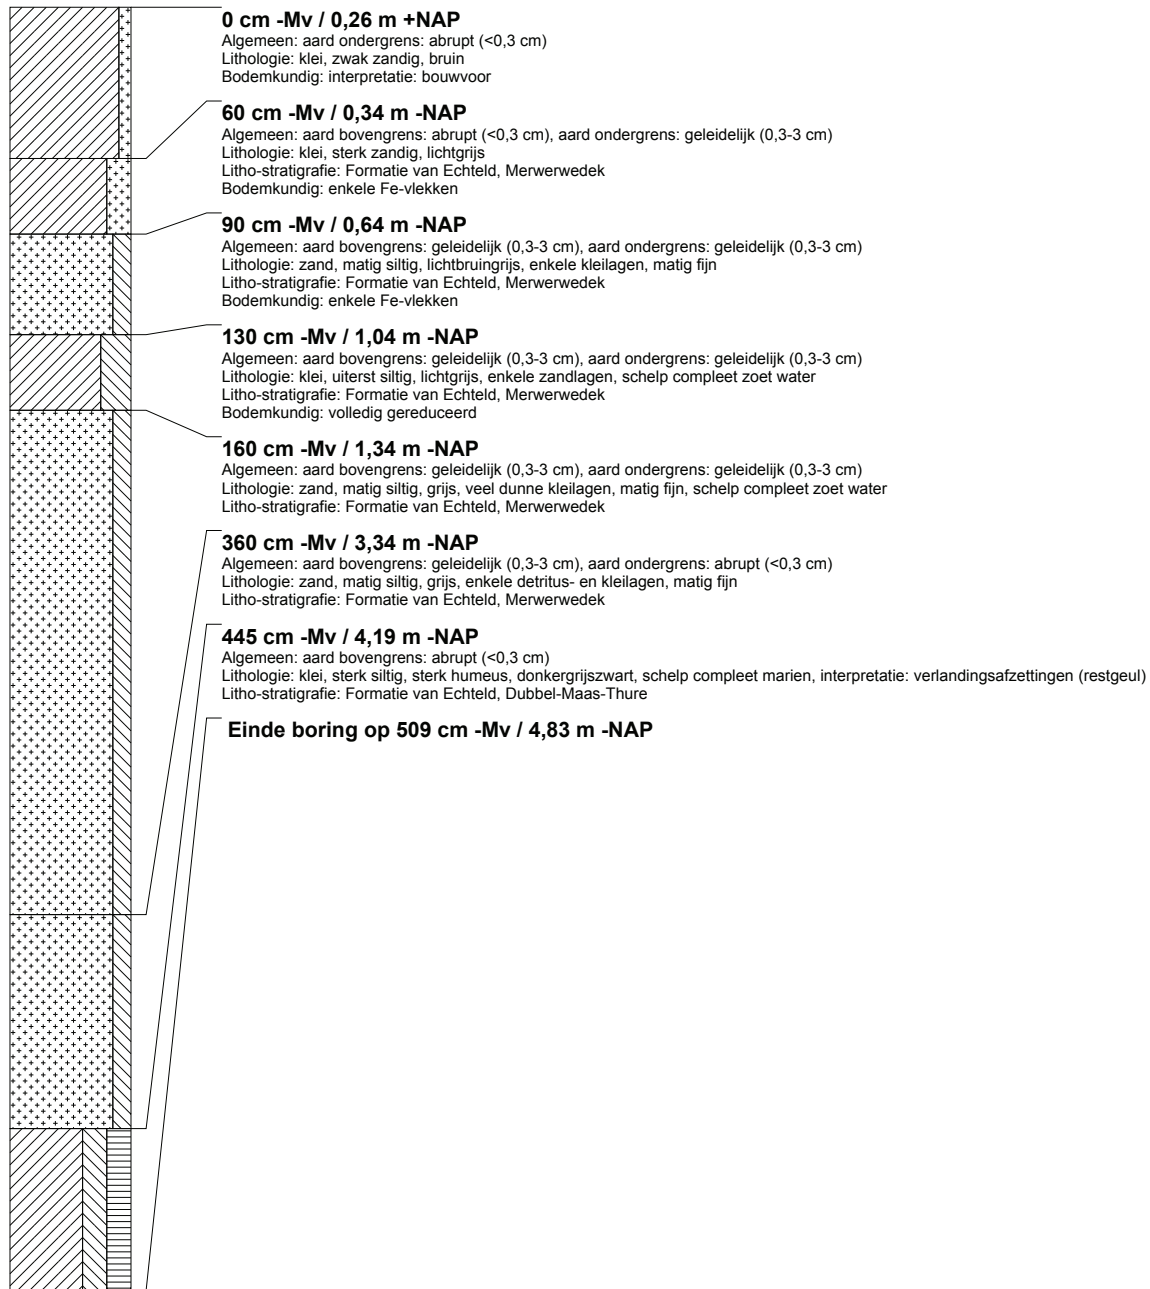 0 cm -Mv / 0,26 m +NAP
Algemeen: aard ondergrens: abrupt (<0,3 cm)
Lithologie: klei, zwak zandig, bruin
Bodemkundig: interpretatie: bouwvoor
60 cm -Mv / 0,34 m -NAP
Algemeen: aard bovengrens: abrupt (<0,3 cm), aard ondergrens: geleidelijk (0,3-3 cm)
Lithologie: klei, sterk zandig, lichtgrijs
Litho-stratigrafie: Formatie van Echteld, Merwerwedek
Bodemkundig: enkele Fe-vlekken
90 cm -Mv / 0,64 m -NAP
Algemeen: aard bovengrens: geleidelijk (0,3-3 cm), aard ondergrens: geleidelijk (0,3-3 cm)
Lithologie: zand, matig siltig, lichtbruingrijs, enkele kleilagen, matig fijn
Litho-stratigrafie: Formatie van Echteld, Merwerwedek
Bodemkundig: enkele Fe-vlekken
130 cm -Mv / 1,04 m -NAP
Algemeen: aard bovengrens: geleidelijk (0,3-3 cm), aard ondergrens: geleidelijk (0,3-3 cm)
Lithologie: klei, uiterst siltig, lichtgrijs, enkele zandlagen, schelp compleet zoet water
Litho-stratigrafie: Formatie van Echteld, Merwerwedek
Bodemkundig: volledig gereduceerd
160 cm -Mv / 1,34 m -NAP
Algemeen: aard bovengrens: geleidelijk (0,3-3 cm), aard ondergrens: geleidelijk (0,3-3 cm)
Lithologie: zand, matig siltig, grijs, veel dunne kleilagen, matig fijn, schelp compleet zoet water
Litho-stratigrafie: Formatie van Echteld, Merwerwedek
360 cm -Mv / 3,34 m -NAP
Algemeen: aard bovengrens: geleidelijk (0,3-3 cm), aard ondergrens: abrupt (<0,3 cm)
Lithologie: zand, matig siltig, grijs, enkele detritus- en kleilagen, matig fijn
Litho-stratigrafie: Formatie van Echteld, Merwerwedek
445 cm -Mv / 4,19 m -NAP
Algemeen: aard bovengrens: abrupt (<0,3 cm)
Lithologie: klei, sterk siltig, sterk humeus, donkergrijszwart, schelp compleet marien, interpretatie: verlandingsafzettingen (restgeul)
Litho-stratigrafie: Formatie van Echteld, Dubbel-Maas-Thure
Einde boring op 509 cm -Mv / 4,83 m -NAP